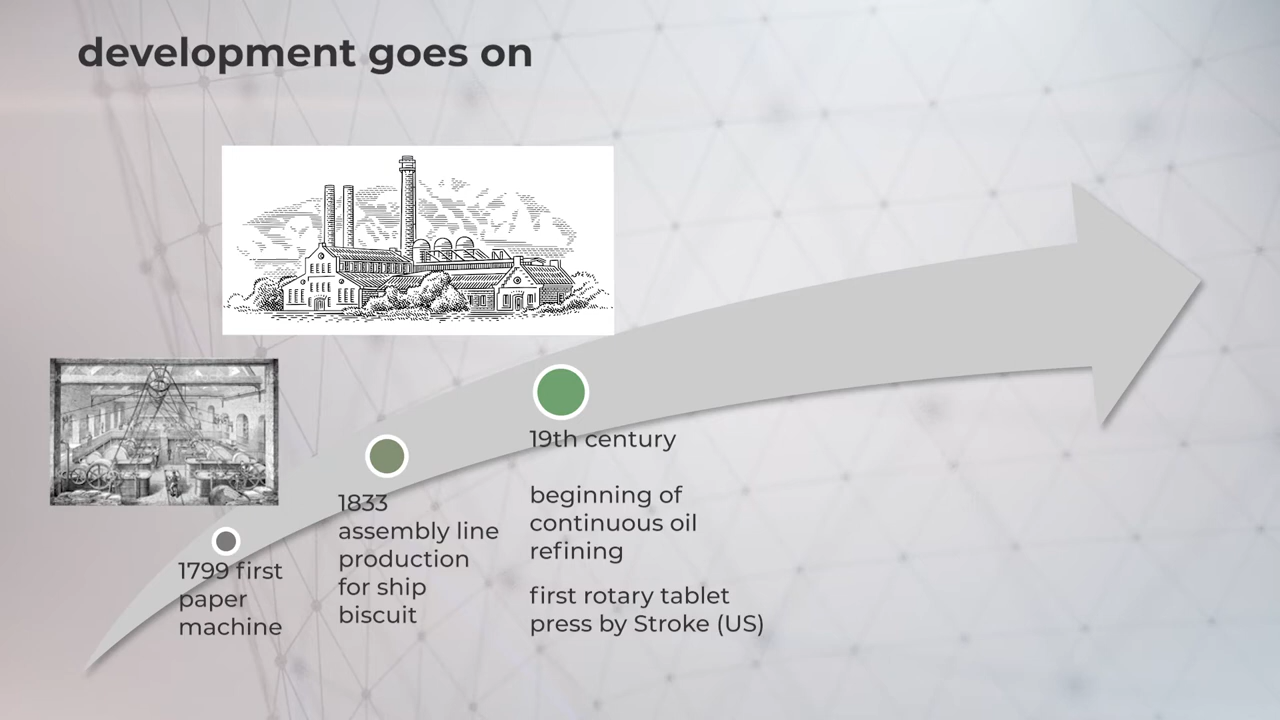 development goes on
1799 first
paper
machine
1833
assembly line
production
for ship
biscuit
19th century
beginning of
continuous oil
refining
first rotary tablet
press by Stroke (US)